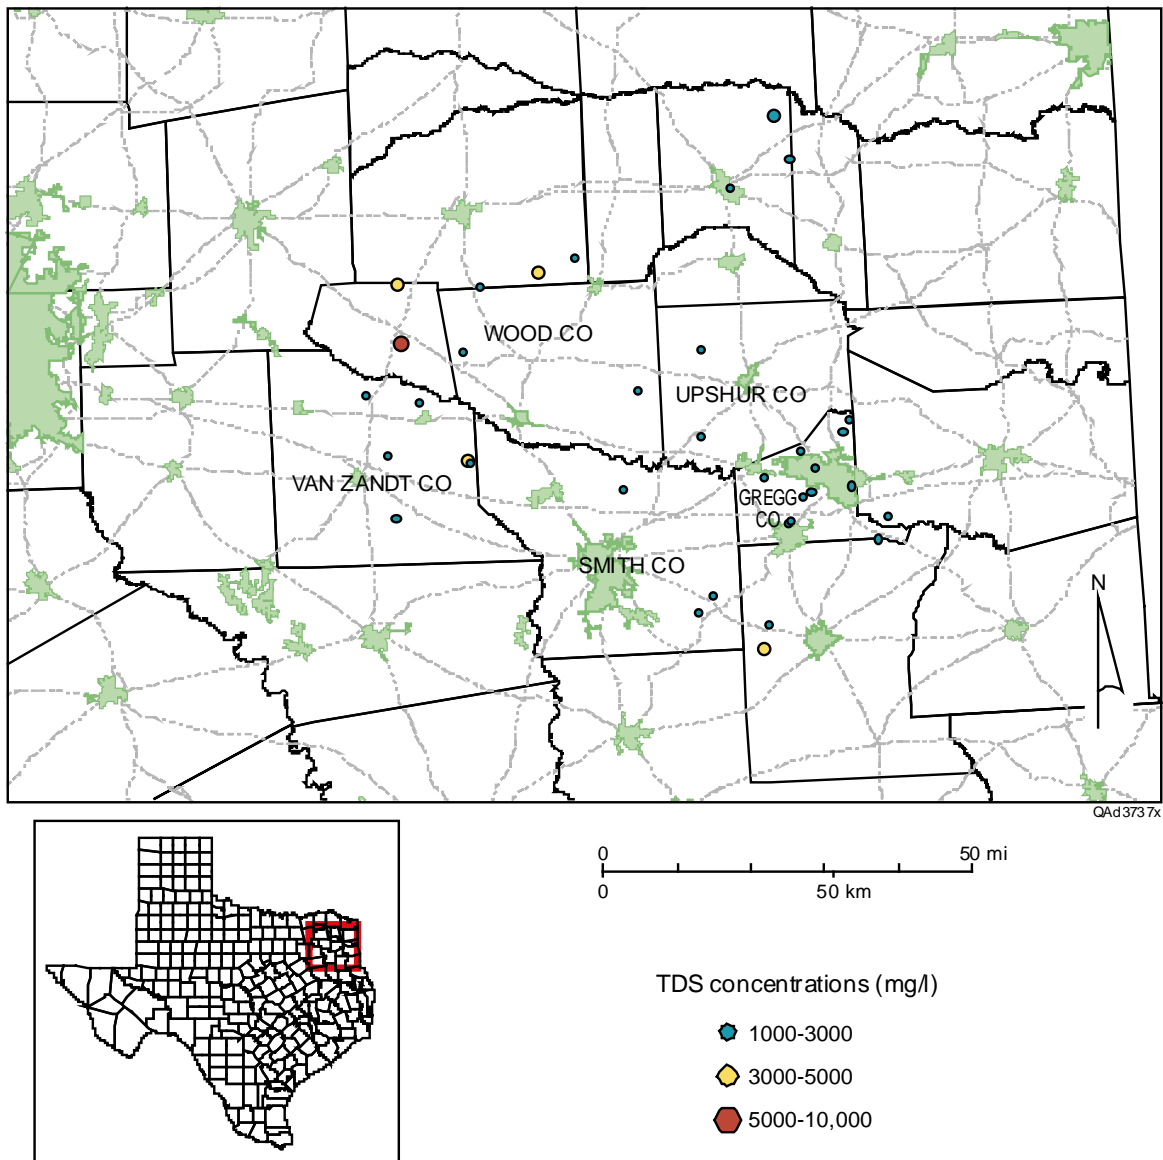 WOOD CO
UPSHUR CO
VAN ZANDT CO
GREGG
CO
SMITH CO
N
QAd3737x
0 50 mi
0 50 km
TDS concentrations (mg/l)
1000-3000
3000-5000
5000-10,000